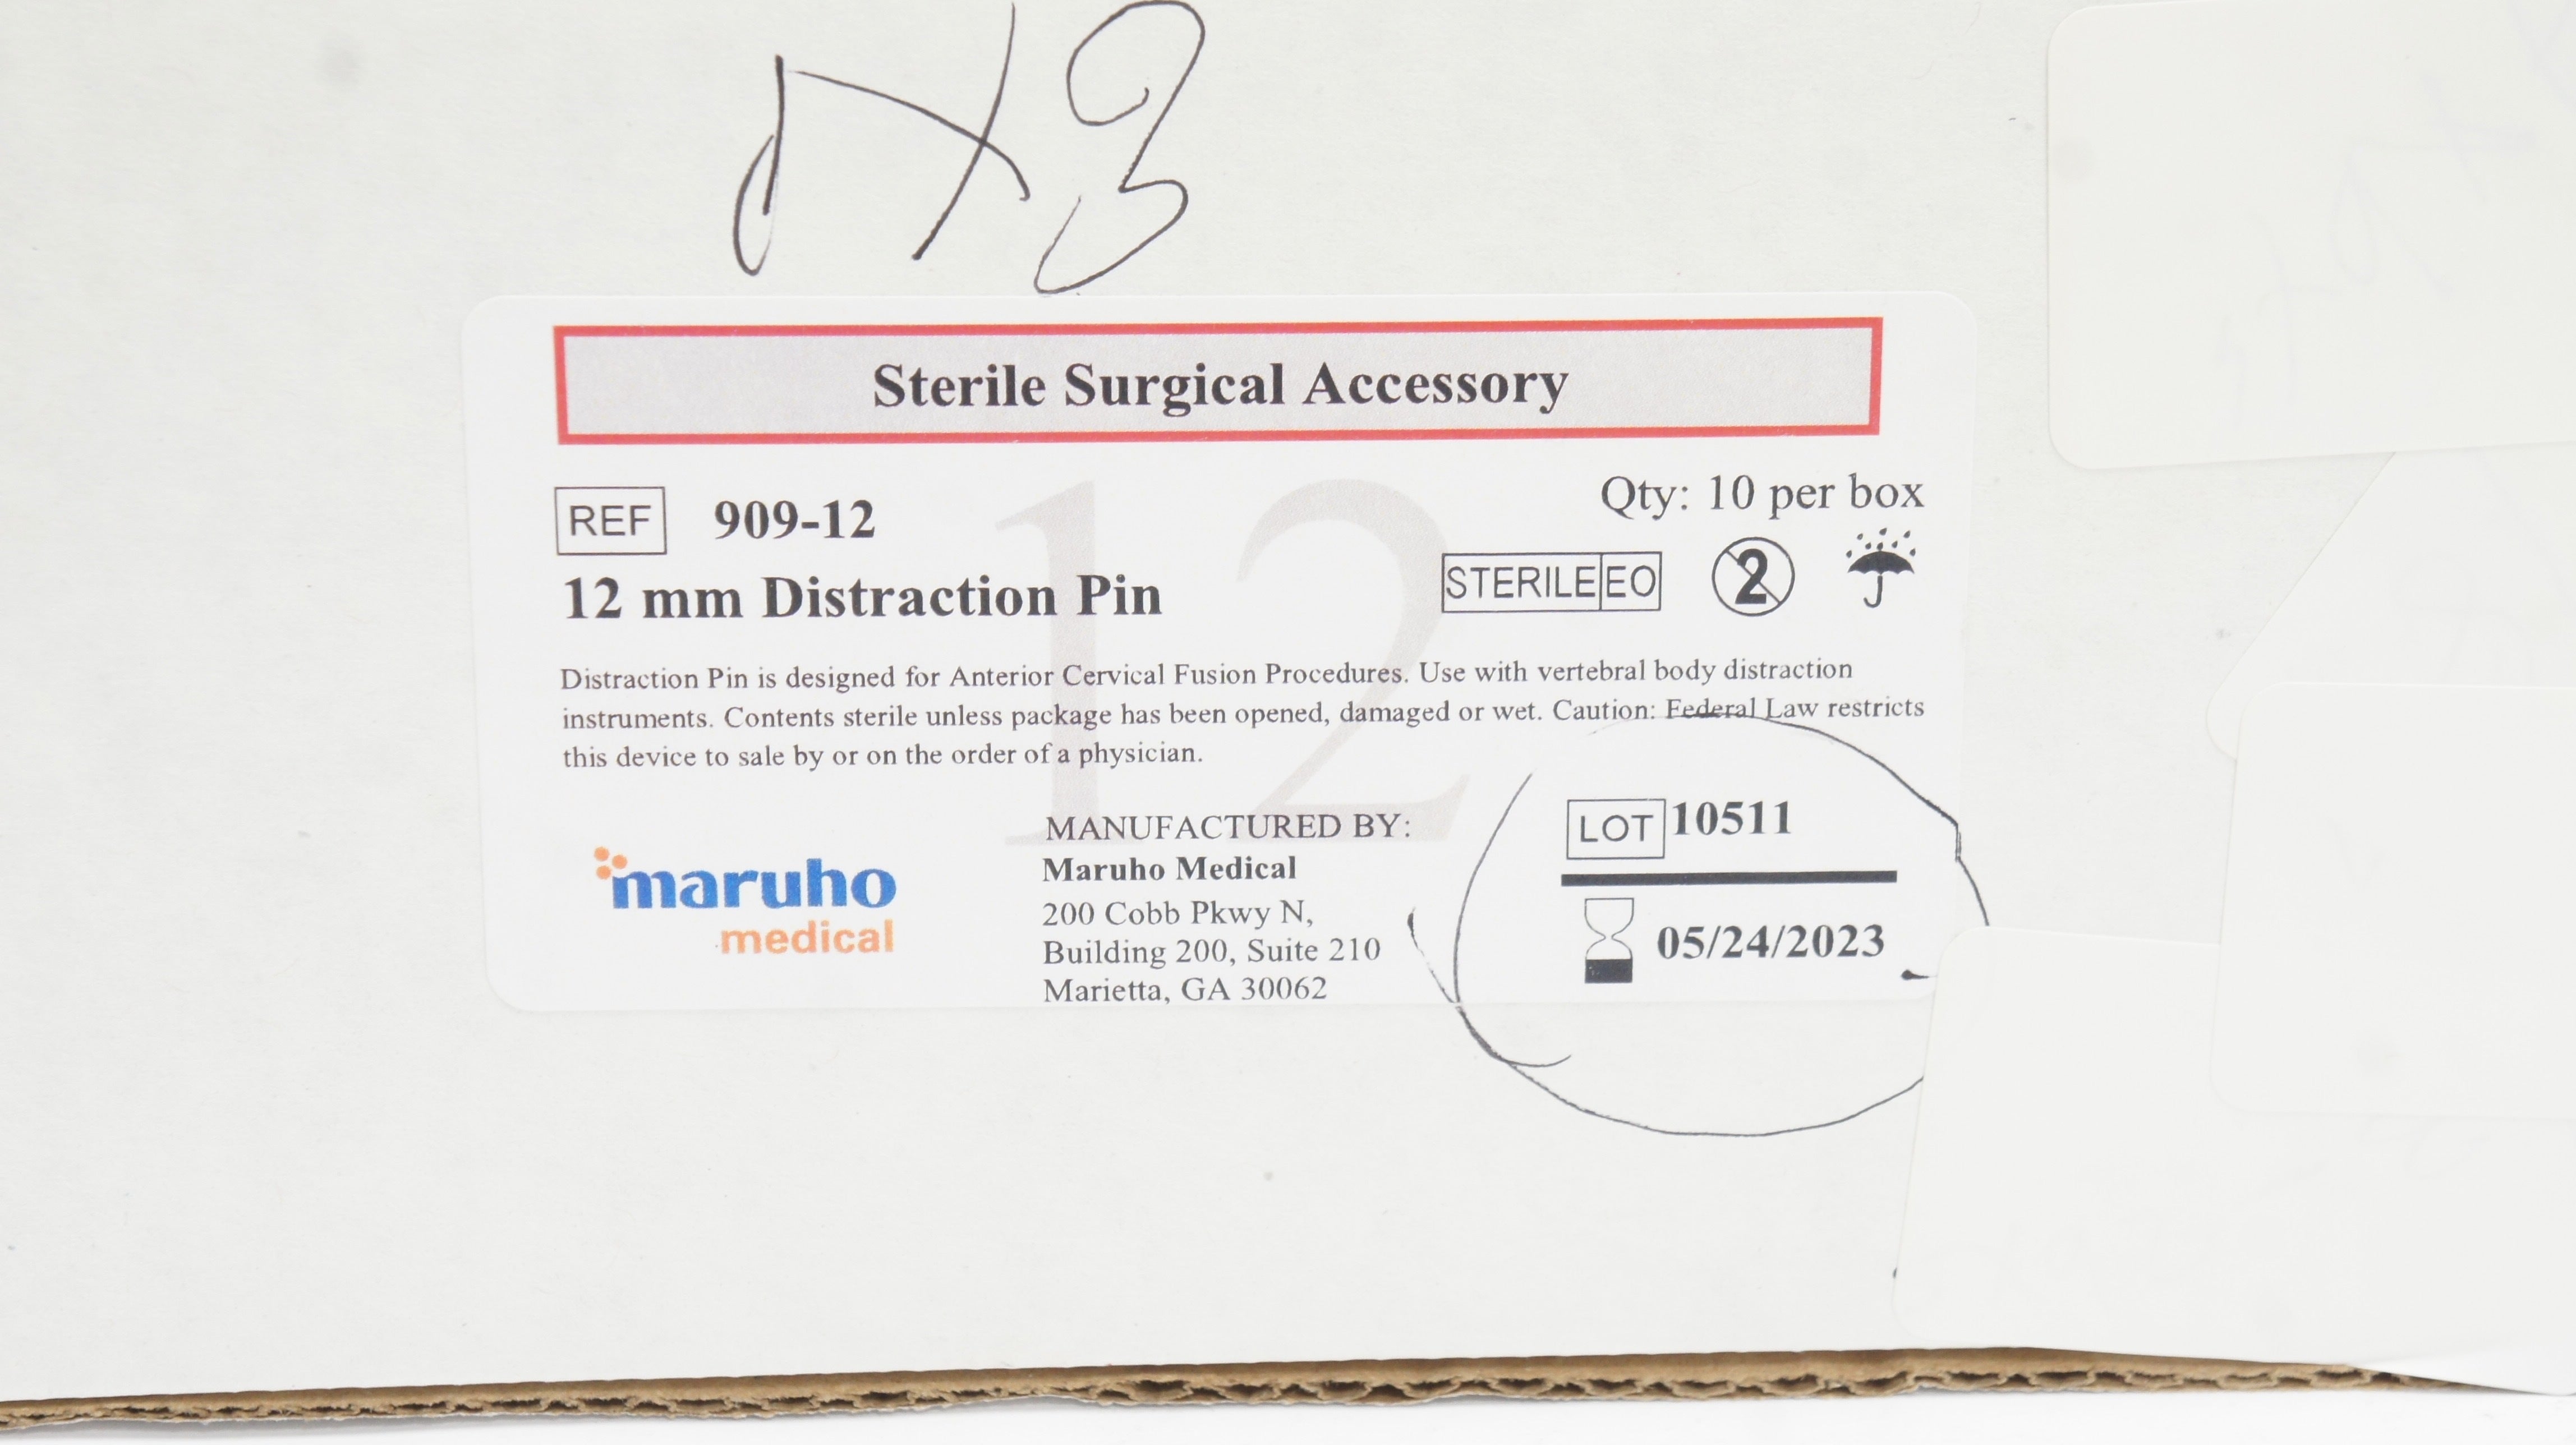 x3
Sterile Surgical Accessory
REF 909-12
Qty: 10 per box
12 mm Distraction Pin
STERILE EO 2
Distraction Pin is designed for Anterior Cervical Fusion Procedures. Use with vertebral body distraction
instruments. Contents sterile unless package has been opened, damaged or wet. Caution: Federal Law restricts
this device to sale by or on the order of a physician.
12
maruho
medical
MANUFACTURED BY:
Maruho Medical
200 Cobb Pkwy N,
Building 200, Suite 210
Marietta, GA 30062
LOT 10511
05/24/2023